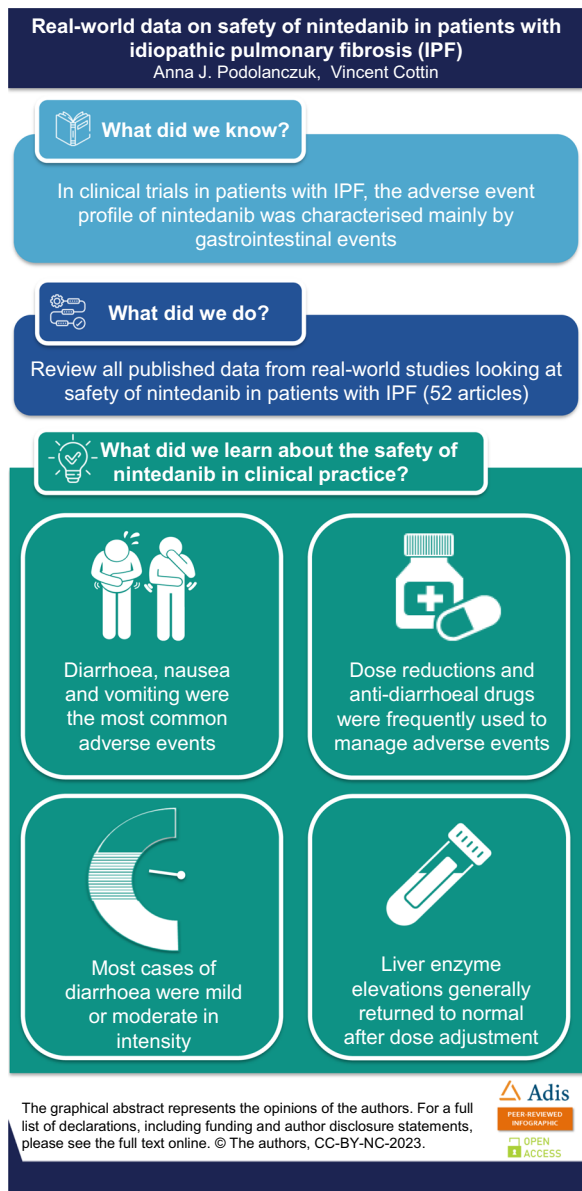 Real-world data on safety of nintedanib in patients with
idiopathic pulmonary fibrosis (IPF)
Anna J. Podolanczuk, Vincent Cottin
What did we know?
In clinical trials in patients with IPF, the adverse event
profile of nintedanib was characterised mainly by
gastrointestinal events
What did we do?
Review all published data from real-world studies looking at
safety of nintedanib in patients with IPF (52 articles)
What did we learn about the safety of
nintedanib in clinical practice?
Diarrhoea, nausea
and vomiting were
the most common
adverse events
Dose reductions and
anti-diarrhoeal drugs
were frequently used to
manage adverse events
Most cases of
diarrhoea were mild
or moderate in
intensity
Liver enzyme
elevations generally
returned to normal
after dose adjustment
The graphical abstract represents the opinions of the authors. For a full
list of declarations, including funding and author disclosure statements,
please see the full text online. © The authors, CC-BY-NC-2023.
Adis
PEER-REVIEWED
INFOGRAPHIC
OPEN
ACCESS